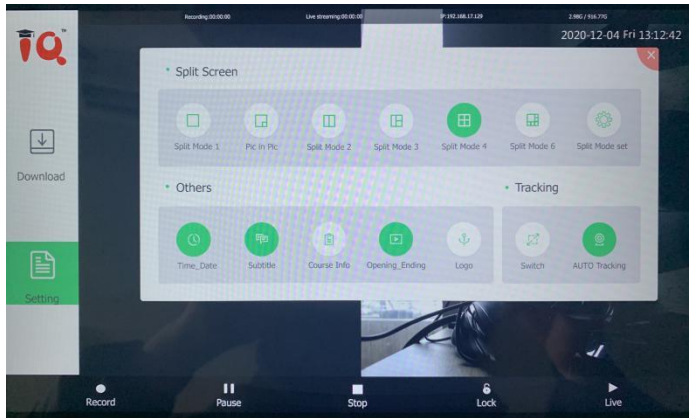 Recording:00:00:00 Live streaming:00:00:00 IP:192.168.17.129 2.98G / 916.77G
2020-12-04 Fri 13:12:42
IQ
Split Screen
Split Mode 1 Pic in Pic Split Mode 2 Split Mode 3 Split Mode 4 Split Mode 6 Split Mode set
Download
Others Tracking
Time_Date Subtitle Course Info Opening_Ending Logo Switch AUTO Tracking
Setting
Record Pause Stop Lock Live